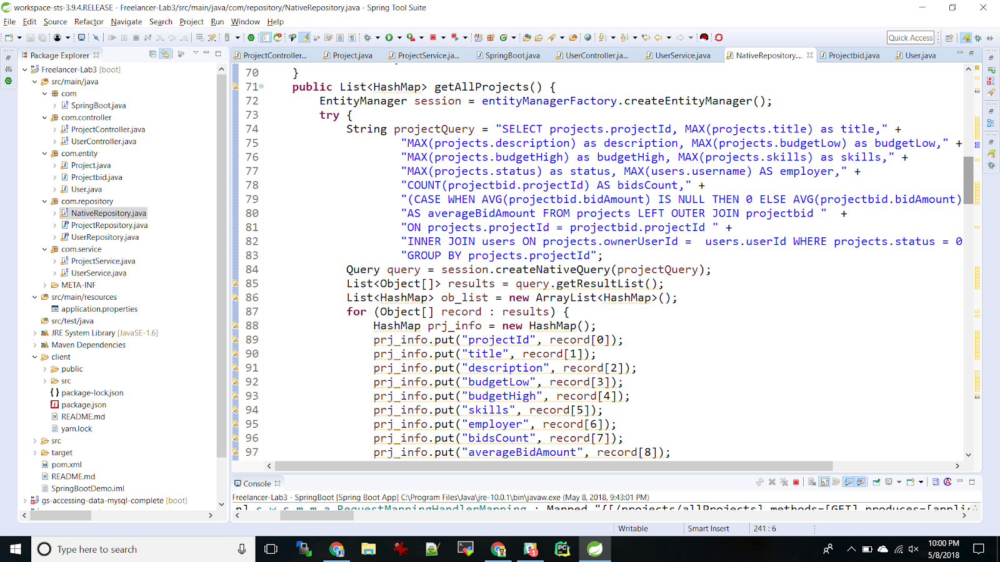 workspace-sts-3.9.4.RELEASE - Freelancer-Lab3/src/main/java/com/repository/NativeRepository.java - Spring Tool Suite
File Edit Source Refactor Navigate Search Project Run Window Help
Quick Access
Package Explorer
Freelancer-Lab3 [boot]
src/main/java
com
SpringBoot.java
com.controller
ProjectController.java
UserController.java
com.entity
Project.java
Projectbid.java
User.java
com.repository
NativeRepository.java
ProjectRepository.java
UserRepository.java
com.service
ProjectService.java
UserService.java
META-INF
src/main/resources
application.properties
src/test/java
JRE System Library [JavaSE-1.6]
Maven Dependencies
client
public
src
package-lock.json
package.json
README.md
yarn.lock
src
target
pom.xml
README.md
SpringBootDemo.iml
gs-accessing-data-mysql-complete [boot]
ProjectController... Project.java ProjectService.ja... SpringBoot.java UserController.ja... UserService.java NativeRepository.... Projectbid.java User.java
70 }
71 public List<HashMap> getAllProjects() {
72 EntityManager session = entityManagerFactory.createEntityManager();
73 try {
74 String projectQuery = "SELECT projects.projectId, MAX(projects.title) as title," +
75 "MAX(projects.description) as description, MAX(projects.budgetLow) as budgetLow," +
76 "MAX(projects.budgetHigh) as budgetHigh, MAX(projects.skills) as skills," +
77 "MAX(projects.status) as status, MAX(users.username) AS employer," +
78 "COUNT(projectbid.projectId) AS bidsCount," +
79 "(CASE WHEN AVG(projectbid.bidAmount) IS NULL THEN 0 ELSE AVG(projectbid.bidAmount)
80 "AS averageBidAmount FROM projects LEFT OUTER JOIN projectbid "  +
81 "ON projects.projectId = projectbid.projectId " +
82 "INNER JOIN users ON projects.ownerUserId =  users.userId WHERE projects.status = 0
83 "GROUP BY projects.projectId";
84 Query query = session.createNativeQuery(projectQuery);
85 List<Object[]> results = query.getResultList();
86 List<HashMap> ob_list = new ArrayList<HashMap>();
87 for (Object[] record : results) {
88 HashMap prj_info = new HashMap();
89 prj_info.put("projectId", record[0]);
90 prj_info.put("title", record[1]);
91 prj_info.put("description", record[2]);
92 prj_info.put("budgetLow", record[3]);
93 prj_info.put("budgetHigh", record[4]);
94 prj_info.put("skills", record[5]);
95 prj_info.put("employer", record[6]);
96 prj_info.put("bidsCount", record[7]);
97 prj_info.put("averageBidAmount", record[8]);
Console
Freelancer-Lab3 - SpringBoot [Spring Boot App] C:\Program Files\Java\jre-10.0.1\bin\javaw.exe (May 8, 2018, 9:43:01 PM)
n] s.w.s.m.m.a.RequestMappingHandlerMapping : Mapped "{[/projects/allProjects],methods=[GET],produces=[appli
Writable Smart Insert 241 : 6
Type here to search
10:00 PM
5/8/2018